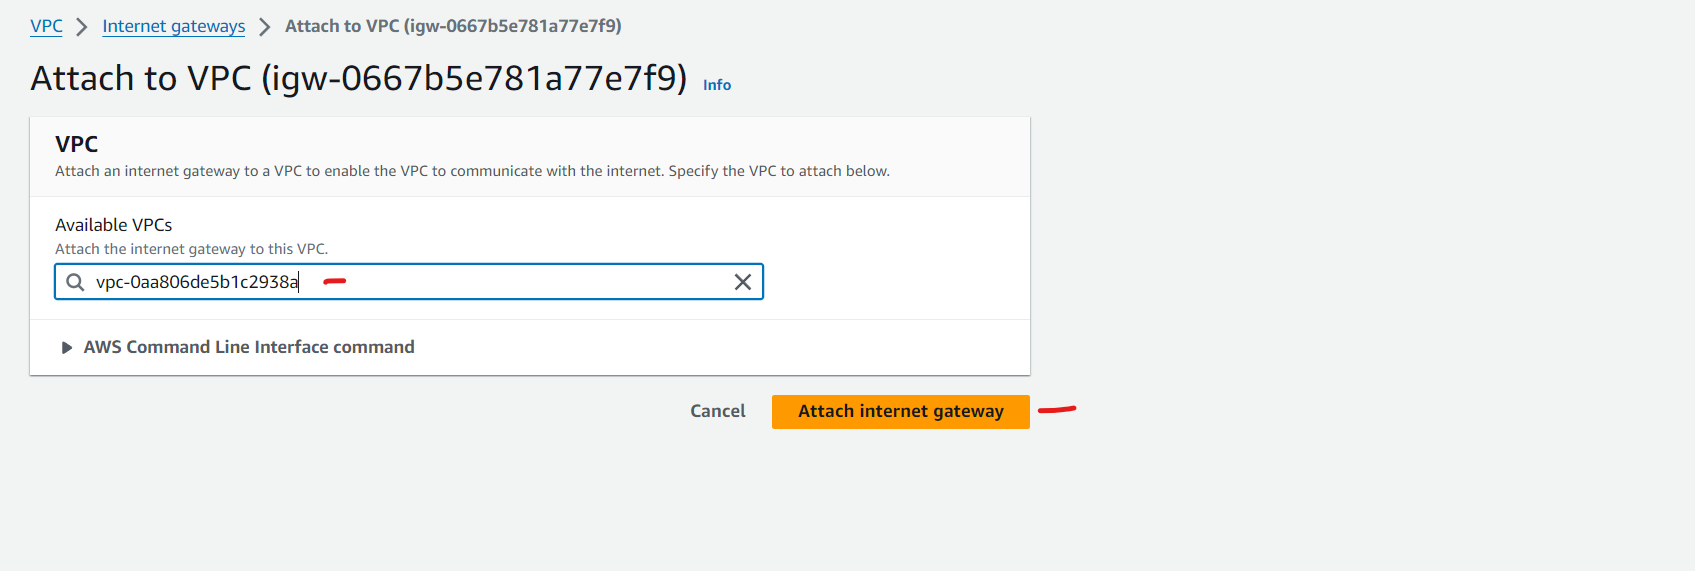 VPC > Internet gateways > Attach to VPC (igw-0667b5e781a77e7f9)
Attach to VPC (igw-0667b5e781a77e7f9) Info
VPC
Attach an internet gateway to a VPC to enable the VPC to communicate with the internet. Specify the VPC to attach below.
Available VPCs
Attach the internet gateway to this VPC.
vpc-0aa806de5b1c2938a
AWS Command Line Interface command
Cancel Attach internet gateway